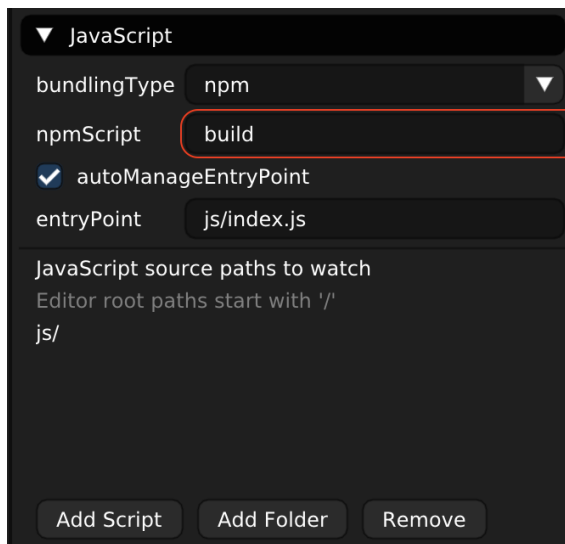 JavaScript
bundlingType npm
npmScript build
autoManageEntryPoint
entryPoint js/index.js
JavaScript source paths to watch
Editor root paths start with '/'
js/
Add Script Add Folder Remove